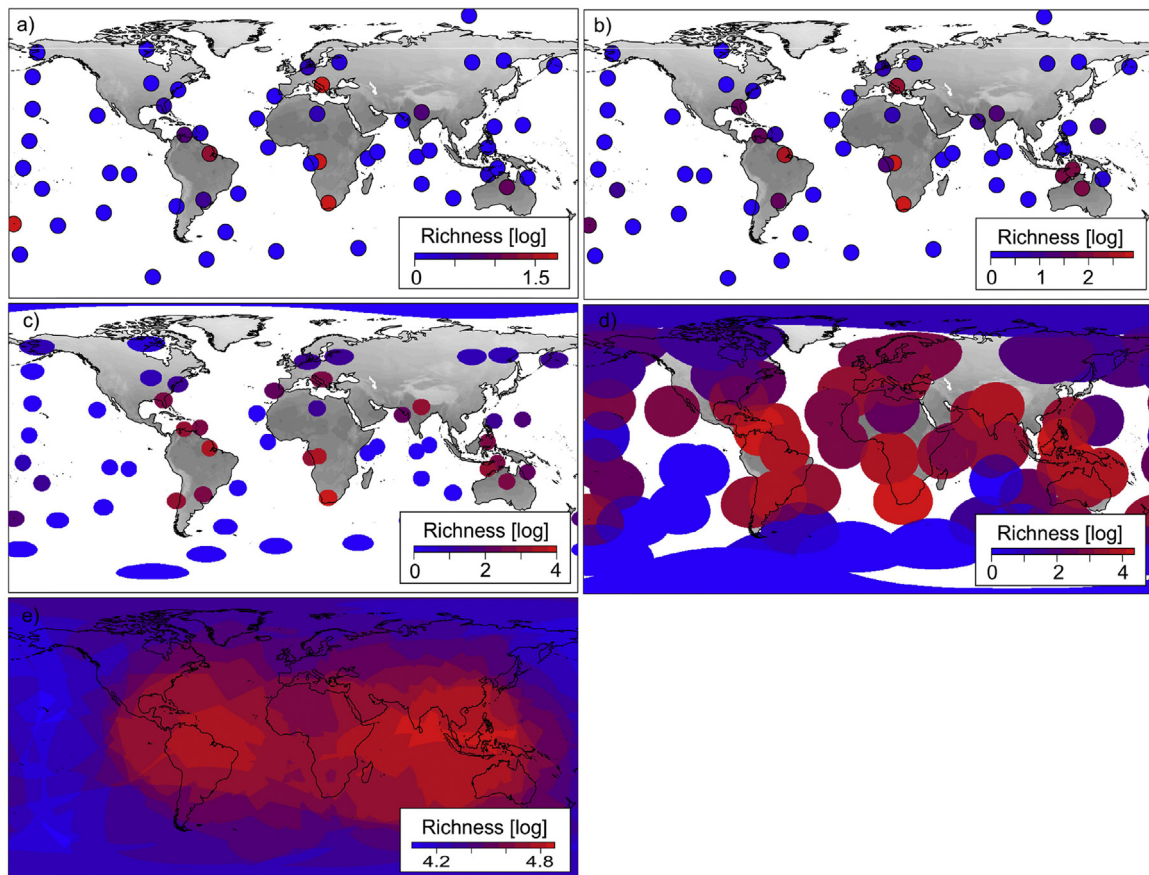 a)
Richness [log]
0 1.5
b)
Richness [log]
0 1 2
c)
Richness [log]
0 2 4
d)
Richness [log]
0 2 4
e)
Richness [log]
4.2 4.8